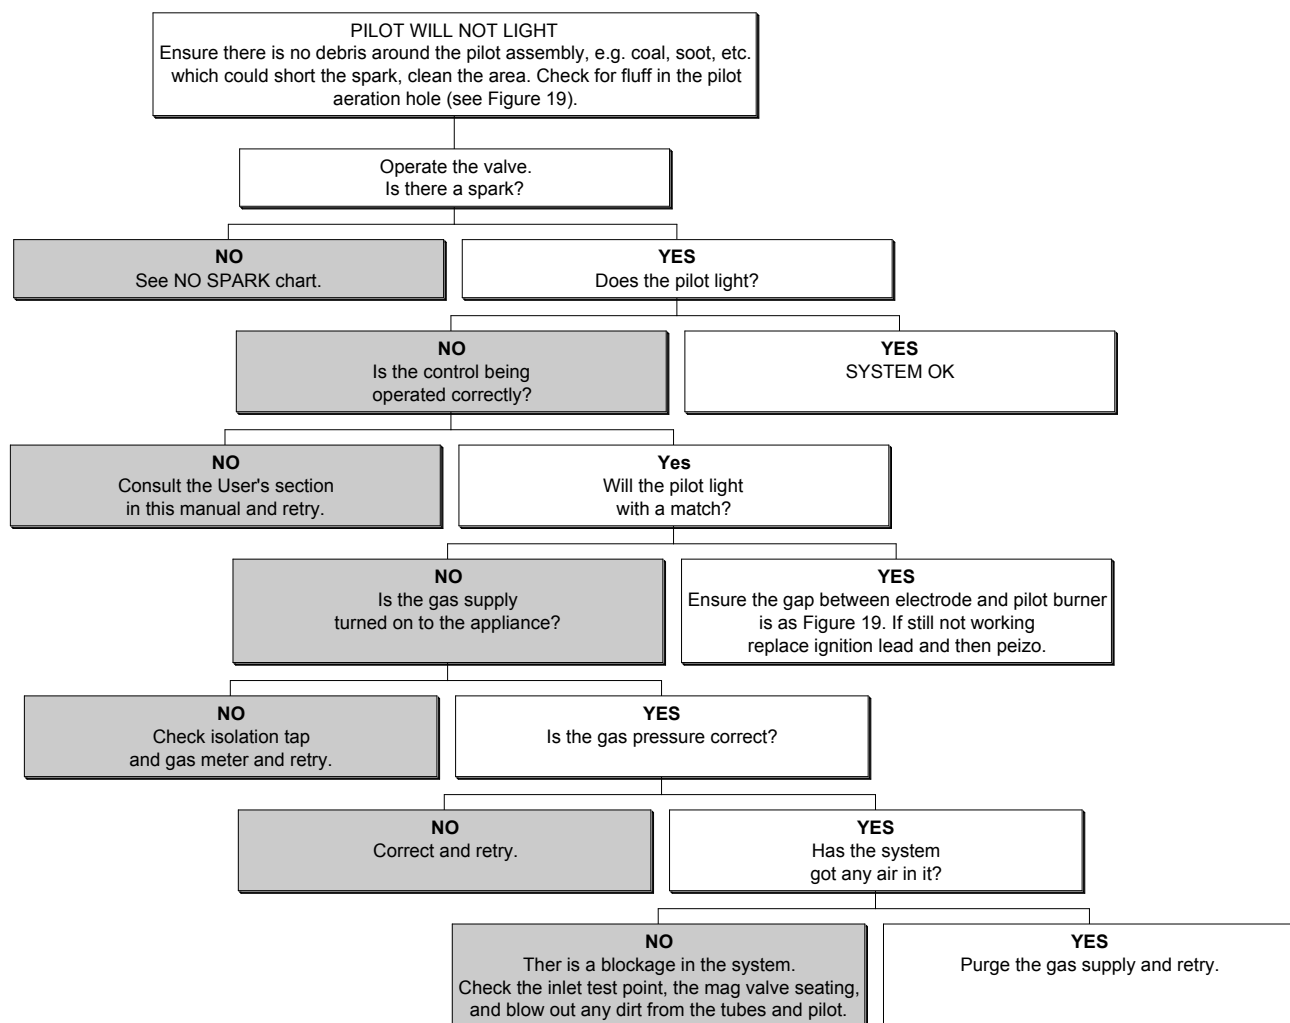 PILOT WILL NOT LIGHT
Ensure there is no debris around the pilot assembly, e.g. coal, soot, etc.
which could short the spark, clean the area. Check for fluff in the pilot
aeration hole (see Figure 19).
Operate the valve.
Is there a spark?
NO
See NO SPARK chart.
YES
Does the pilot light?
NO
Is the control being
operated correctly?
YES
SYSTEM OK
NO
Consult the User's section
in this manual and retry.
Yes
Will the pilot light
with a match?
NO
Is the gas supply
turned on to the appliance?
YES
Ensure the gap between electrode and pilot burner
is as Figure 19. If still not working
replace ignition lead and then peizo.
NO
Check isolation tap
and gas meter and retry.
YES
Is the gas pressure correct?
NO
Correct and retry.
YES
Has the system
got any air in it?
NO
Ther is a blockage in the system.
Check the inlet test point, the mag valve seating,
and blow out any dirt from the tubes and pilot.
YES
Purge the gas supply and retry.